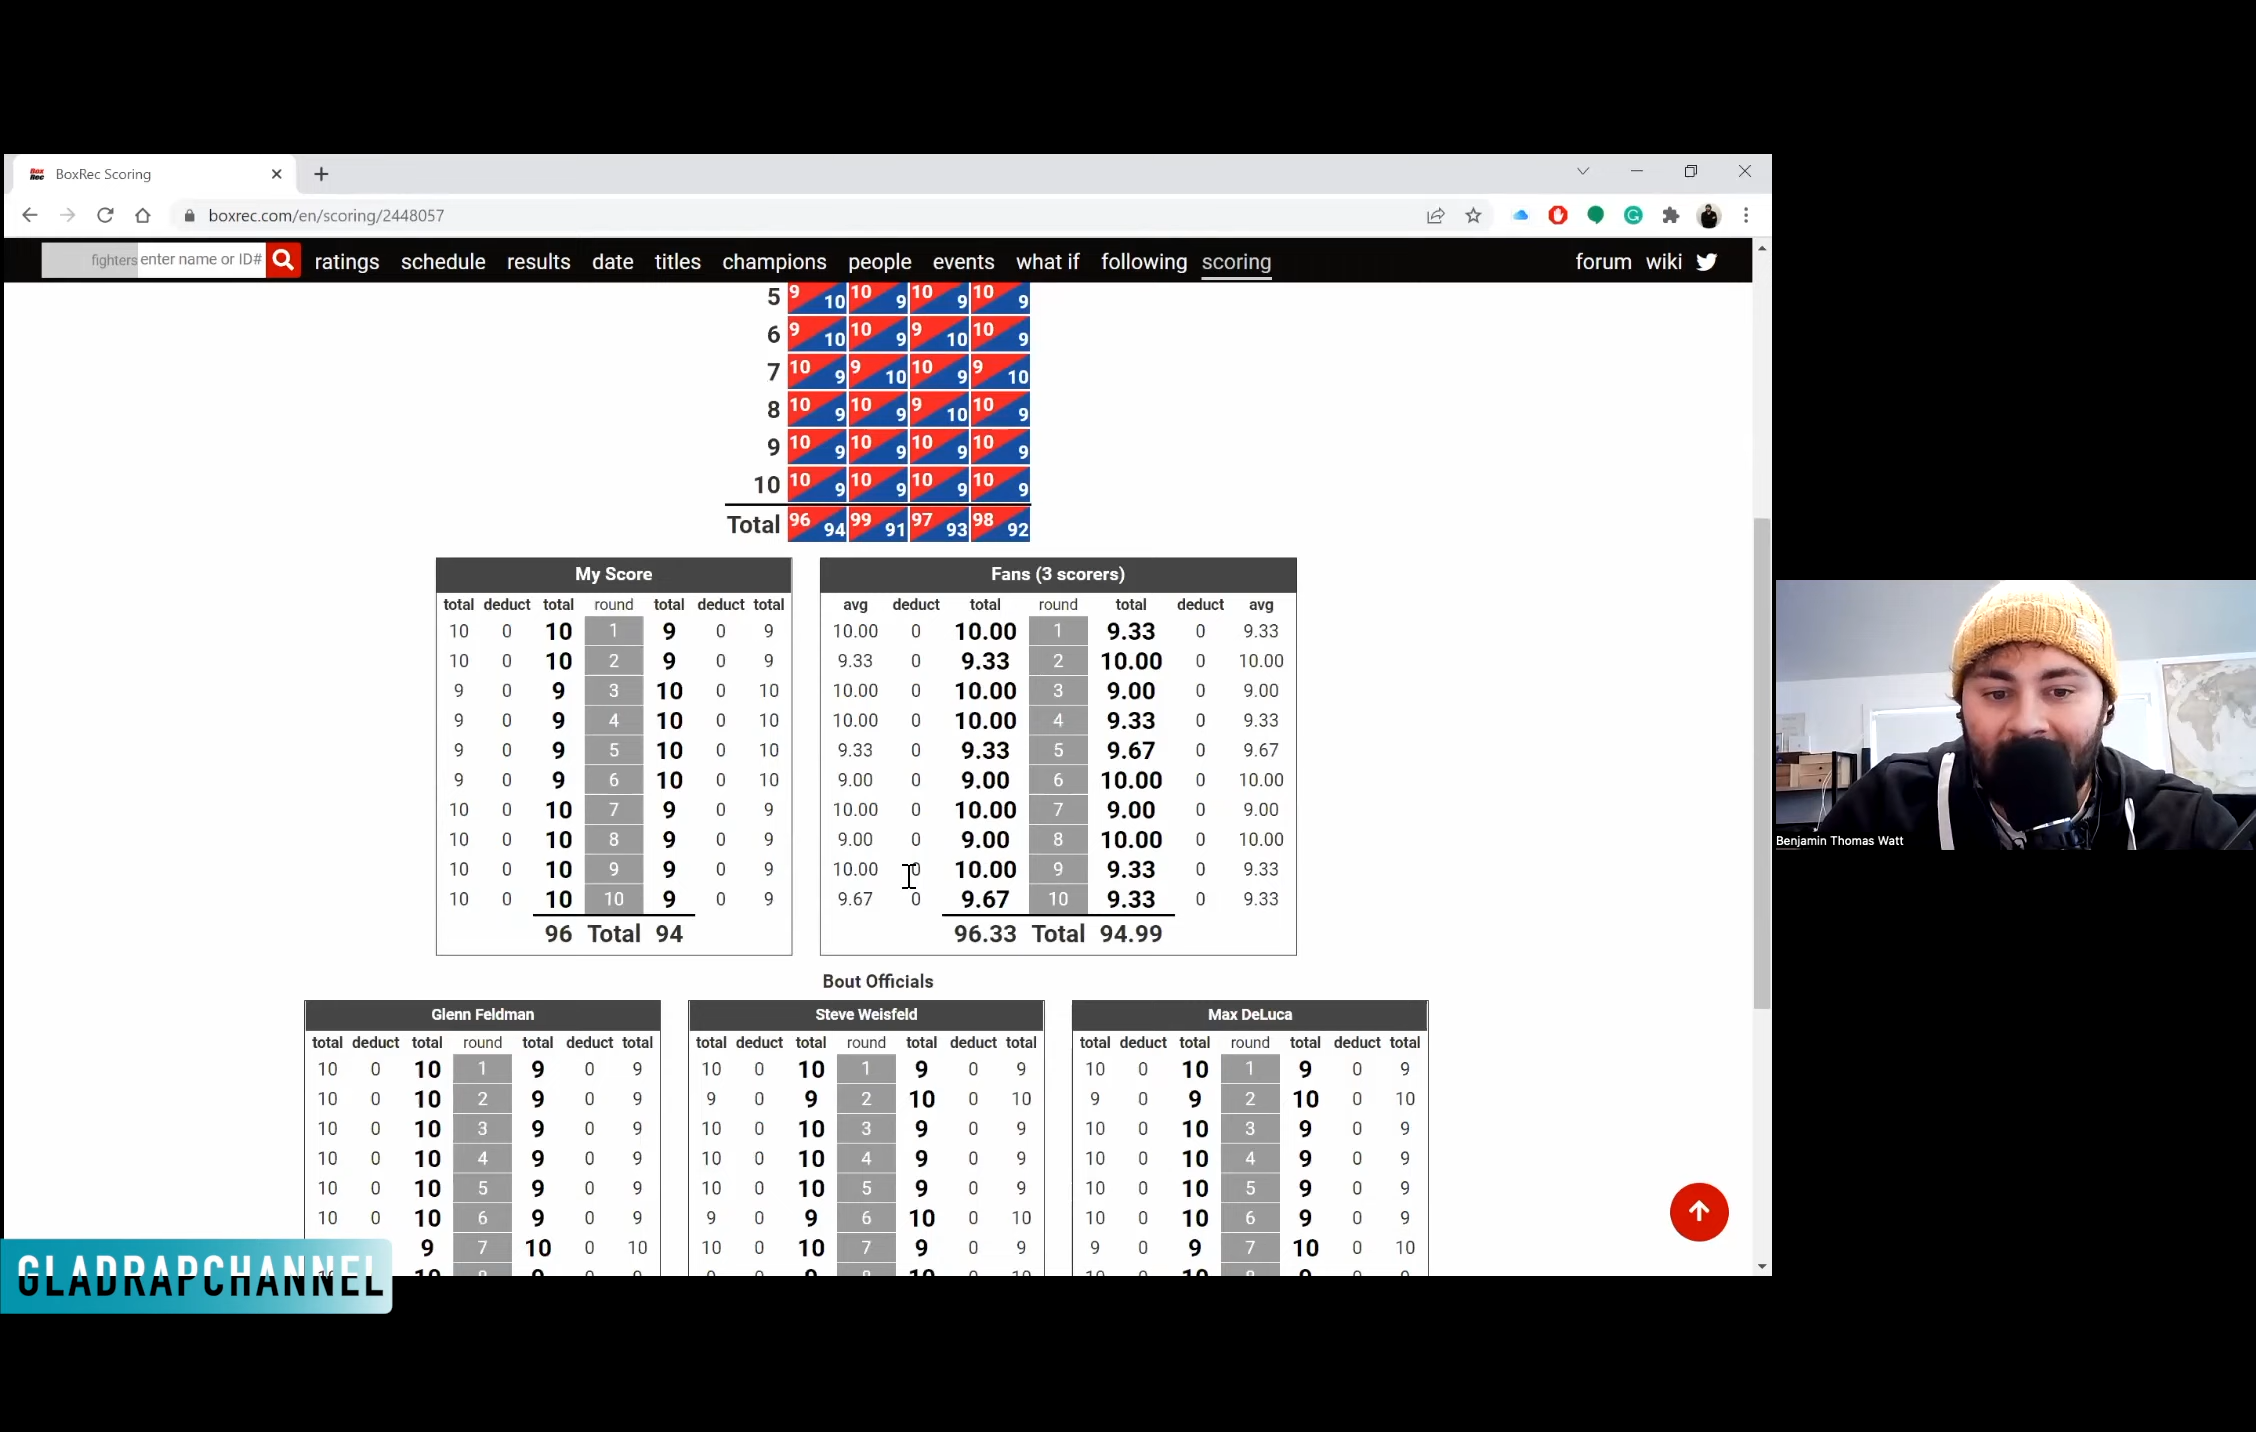 BoxRec Scoring
boxrec.com/en/scoring/2448057
fighters enter name or ID# ratings schedule results date titles champions people events what if following scoring forum wiki
5 9 10 10 9 10 9 10 9
6 9 10 10 9 9 10 10 9
7 10 9 9 10 10 9 9 10
8 10 9 10 9 9 10 10 9
9 10 9 10 9 10 9 10 9
10 10 9 10 9 10 9 10 9
Total 96 94 99 91 97 93 98 92
My Score
total deduct total round total deduct total
10 0 10 1 9 0 9
10 0 10 2 9 0 9
9 0 9 3 10 0 10
9 0 9 4 10 0 10
9 0 9 5 10 0 10
9 0 9 6 10 0 10
10 0 10 7 9 0 9
10 0 10 8 9 0 9
10 0 10 9 9 0 9
10 0 10 10 9 0 9
96 Total 94
Fans (3 scorers)
avg deduct total round total deduct avg
10.00 0 10.00 1 9.33 0 9.33
9.33 0 9.33 2 10.00 0 10.00
10.00 0 10.00 3 9.00 0 9.00
10.00 0 10.00 4 9.33 0 9.33
9.33 0 9.33 5 9.67 0 9.67
9.00 0 9.00 6 10.00 0 10.00
10.00 0 10.00 7 9.00 0 9.00
9.00 0 9.00 8 10.00 0 10.00
10.00 0 10.00 9 9.33 0 9.33
9.67 0 9.67 10 9.33 0 9.33
96.33 Total 94.99
Benjamin Thomas Watt
Bout Officials
Glenn Feldman
total deduct total round total deduct total
10 0 10 1 9 0 9
10 0 10 2 9 0 9
10 0 10 3 9 0 9
10 0 10 4 9 0 9
10 0 10 5 9 0 9
10 0 10 6 9 0 9
9 7 10 0 10
Steve Weisfeld
total deduct total round total deduct total
10 0 10 1 9 0 9
9 0 9 2 10 0 10
10 0 10 3 9 0 9
10 0 10 4 9 0 9
10 0 10 5 9 0 9
9 0 9 6 10 0 10
10 0 10 7 9 0 9
Max DeLuca
total deduct total round total deduct total
10 0 10 1 9 0 9
9 0 9 2 10 0 10
10 0 10 3 9 0 9
10 0 10 4 9 0 9
10 0 10 5 9 0 9
10 0 10 6 9 0 9
9 0 9 7 10 0 10
GLADRAPCHANNEL